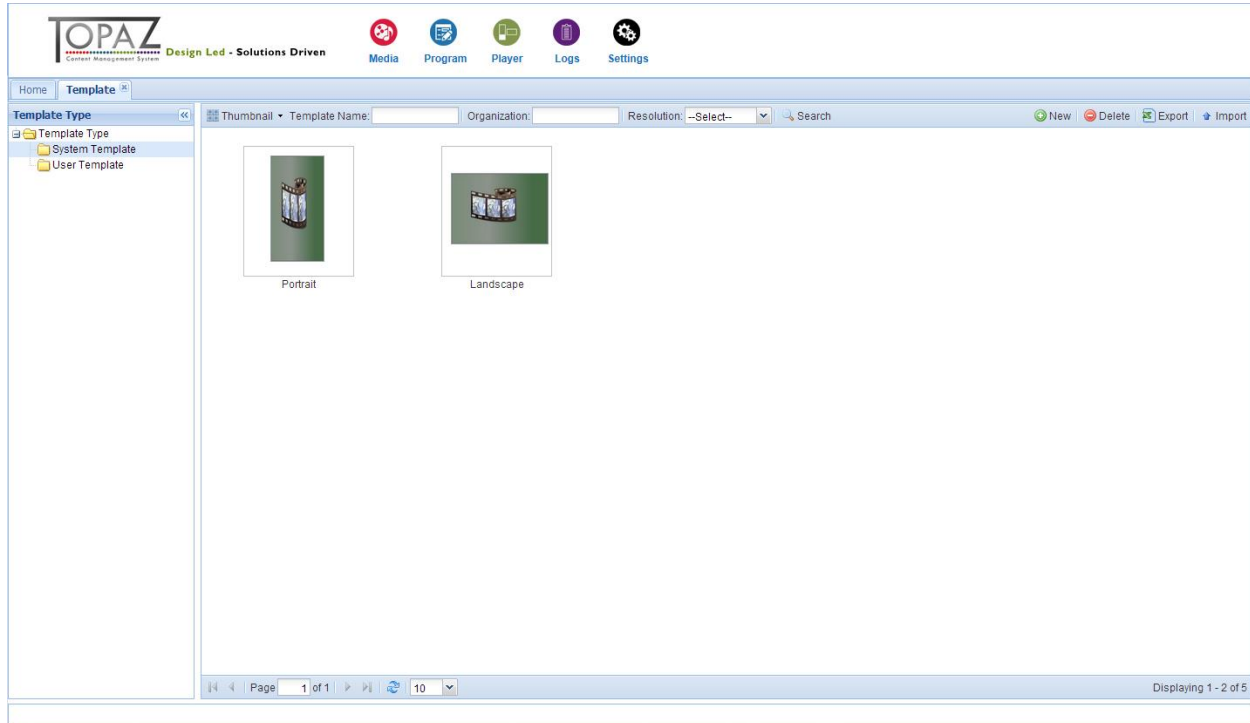 TOPAZ
Content Management System
Design Led - Solutions Driven
Media
Program
Player
Logs
Settings
Home
Template
Template Type
Thumbnail
Template Name:
Organization:
Resolution: --Select--
Search
New
Delete
Export
Import
Template Type
System Template
User Template
Portrait
Landscape
Page 1 of 1
10
Displaying 1 - 2 of 5